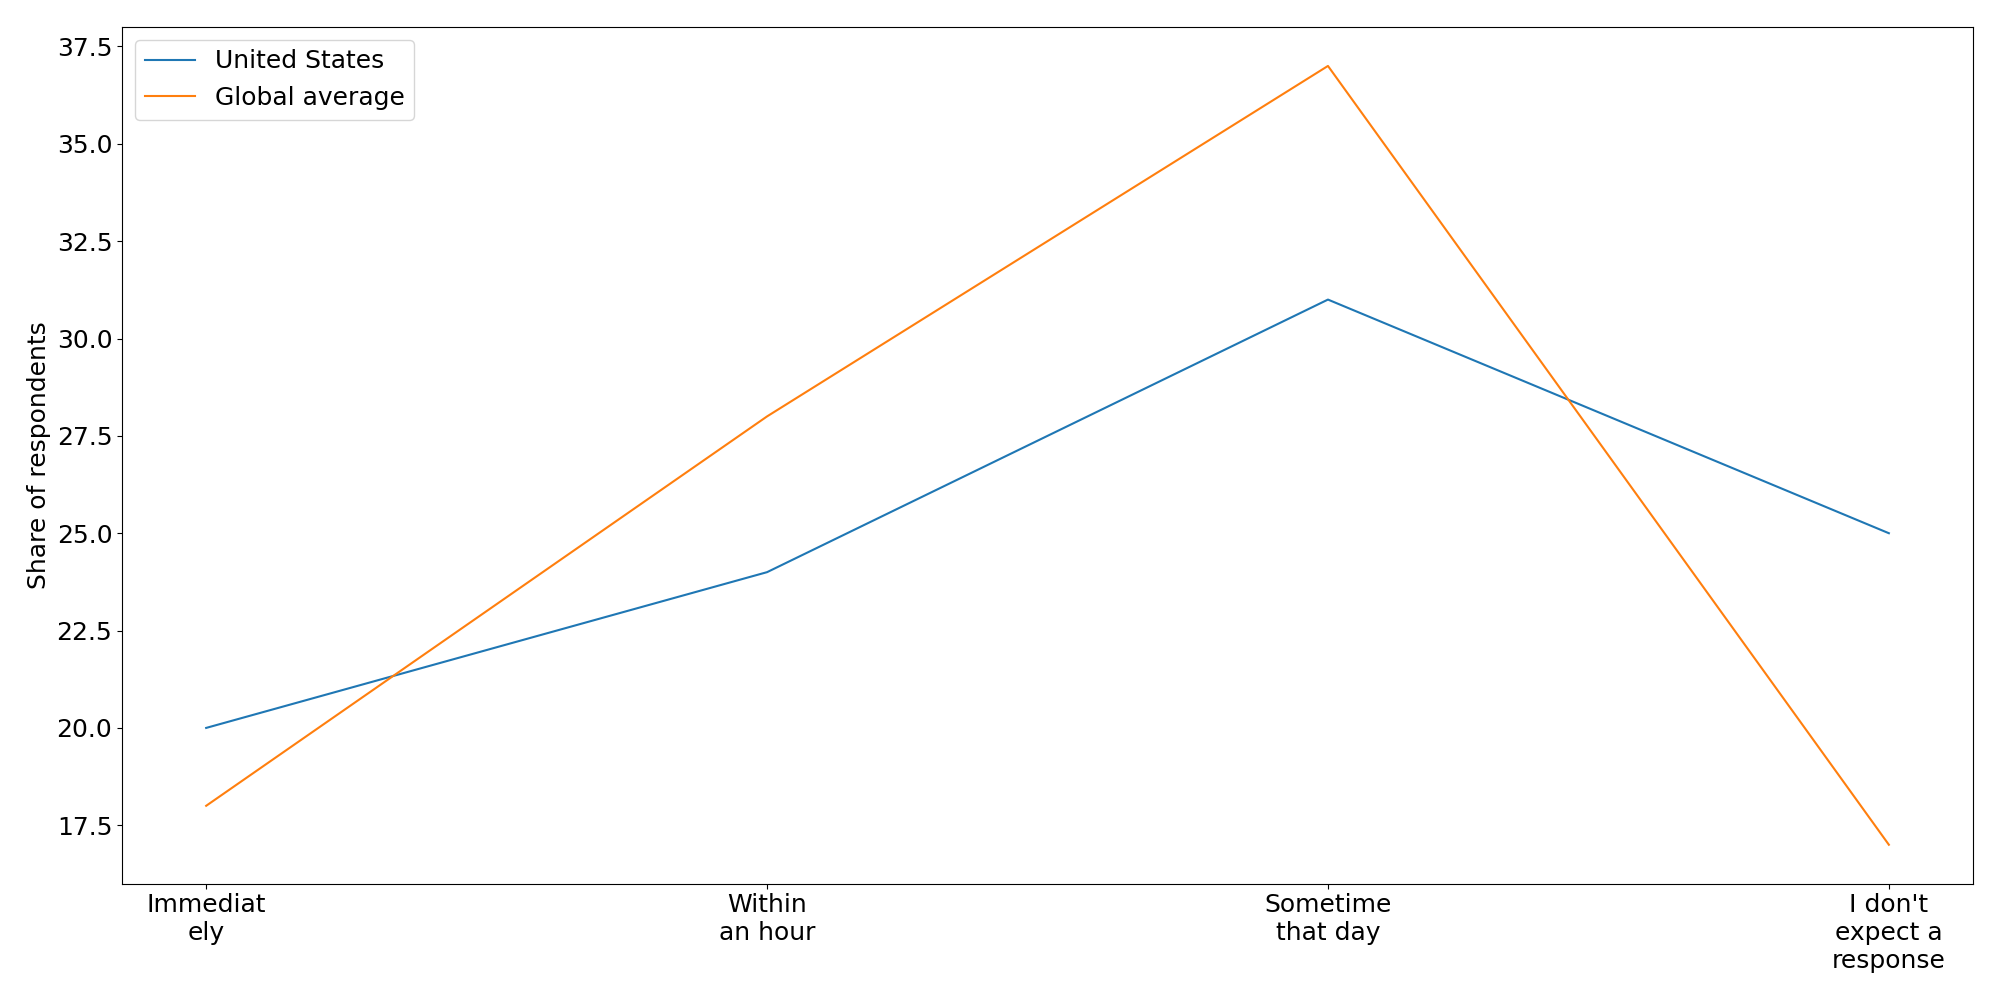 United States
Global average
Share of respondents
37.5
35.0
32.5
30.0
27.5
25.0
22.5
20.0
17.5
Immediat
ely
Within
an hour
Sometime
that day
I don't
expect a
response